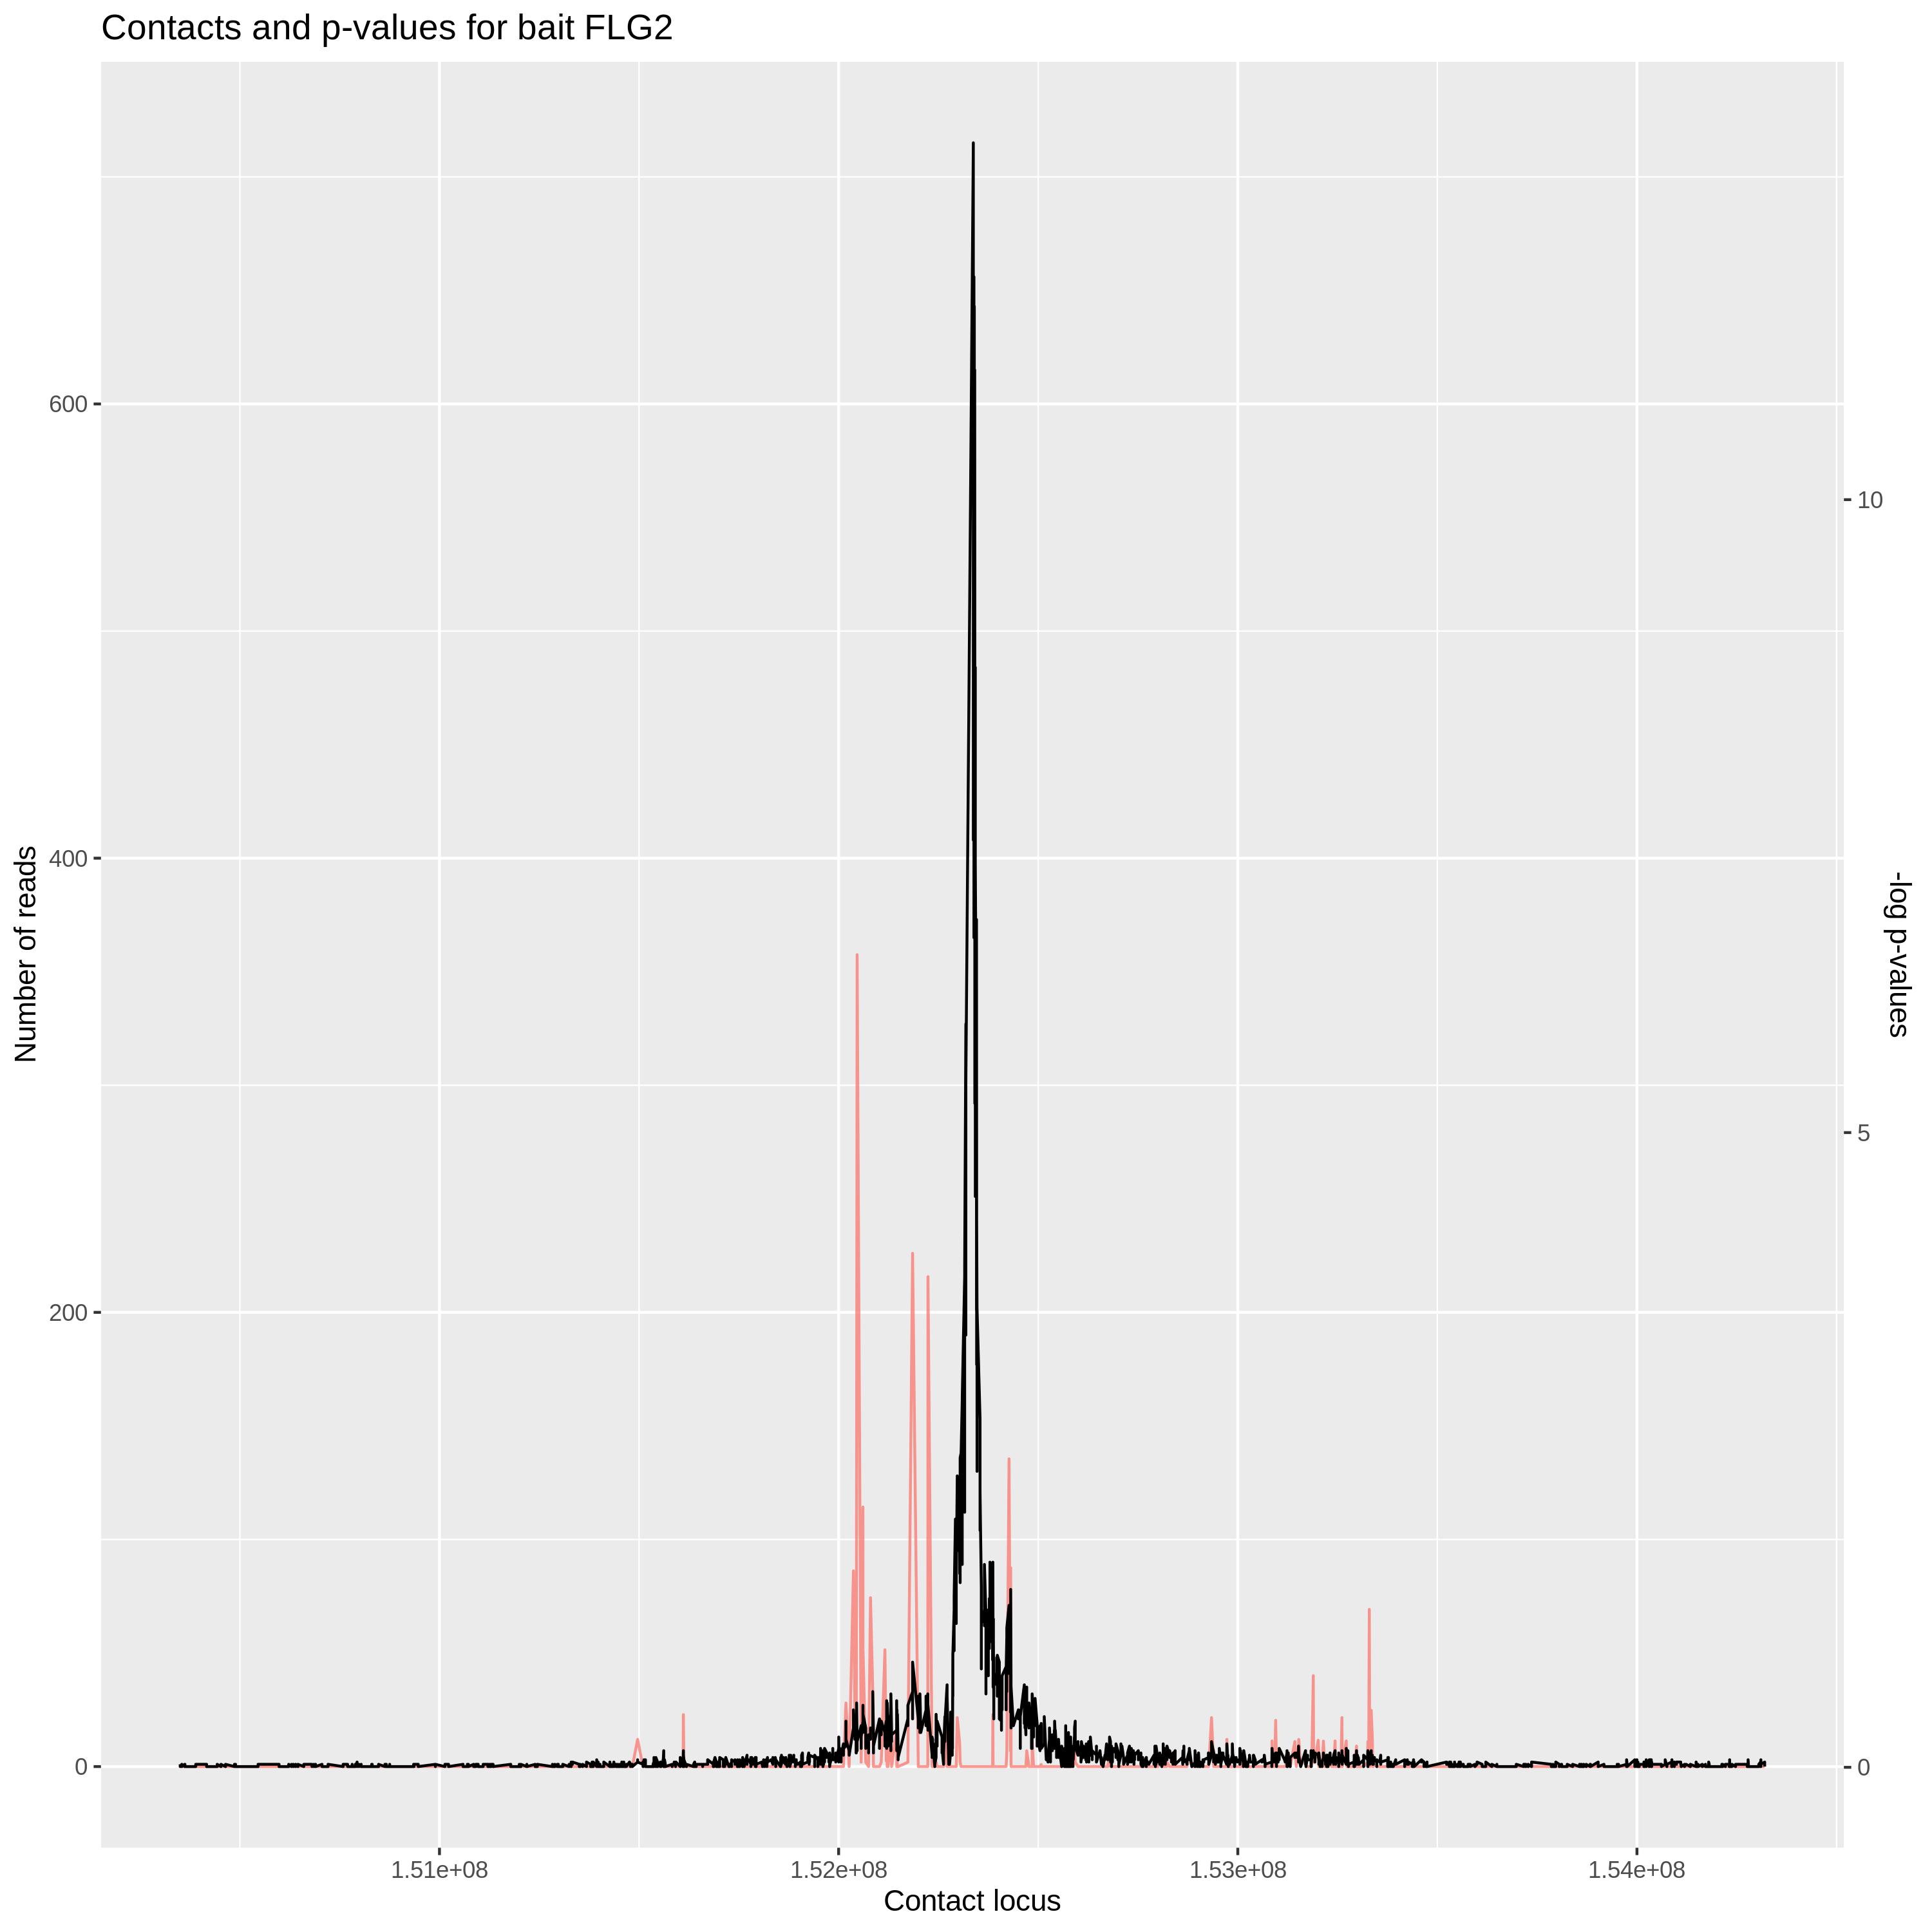 Contacts and p-values for bait FLG2
Number of reads
600
400
200
0
10
5
0
-log p-values
1.51e+08
1.52e+08
1.53e+08
1.54e+08
Contact locus